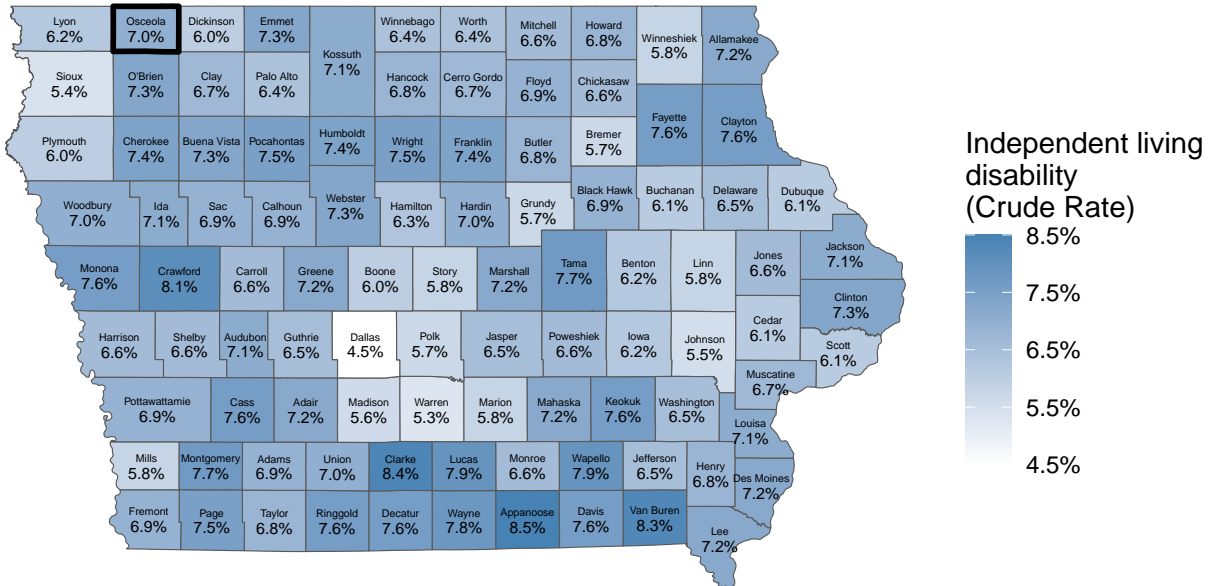 Lyon
6.2%
Osceola
7.0%
Dickinson
6.0%
Emmet
7.3%
Kossuth
7.1%
Winnebago
6.4%
Worth
6.4%
Mitchell
6.6%
Howard
6.8%
Winneshiek
5.8%
Allamakee
7.2%
Sioux
5.4%
O'Brien
7.3%
Clay
6.7%
Palo Alto
6.4%
Hancock
6.8%
Cerro Gordo
6.7%
Floyd
6.9%
Chickasaw
6.6%
Fayette
7.6%
Clayton
7.6%
Plymouth
6.0%
Cherokee
7.4%
Buena Vista
7.3%
Pocahontas
7.5%
Humboldt
7.4%
Wright
7.5%
Franklin
7.4%
Butler
6.8%
Bremer
5.7%
Woodbury
7.0%
Ida
7.1%
Sac
6.9%
Calhoun
6.9%
Webster
7.3%
Hamilton
6.3%
Hardin
7.0%
Grundy
5.7%
Black Hawk
6.9%
Buchanan
6.1%
Delaware
6.5%
Dubuque
6.1%
Monona
7.6%
Crawford
8.1%
Carroll
6.6%
Greene
7.2%
Boone
6.0%
Story
5.8%
Marshall
7.2%
Tama
7.7%
Benton
6.2%
Linn
5.8%
Jones
6.6%
Jackson
7.1%
Clinton
7.3%
Harrison
6.6%
Shelby
6.6%
Audubon
7.1%
Guthrie
6.5%
Dallas
4.5%
Polk
5.7%
Jasper
6.5%
Poweshiek
6.6%
Iowa
6.2%
Johnson
5.5%
Cedar
6.1%
Scott
6.1%
Muscatine
6.7%
Pottawattamie
6.9%
Cass
7.6%
Adair
7.2%
Madison
5.6%
Warren
5.3%
Marion
5.8%
Mahaska
7.2%
Keokuk
7.6%
Washington
6.5%
Louisa
7.1%
Mills
5.8%
Montgomery
7.7%
Adams
6.9%
Union
7.0%
Clarke
8.4%
Lucas
7.9%
Monroe
6.6%
Wapello
7.9%
Jefferson
6.5%
Henry
6.8%
Des Moines
7.2%
Fremont
6.9%
Page
7.5%
Taylor
6.8%
Ringgold
7.6%
Decatur
7.6%
Wayne
7.8%
Appanoose
8.5%
Davis
7.6%
Van Buren
8.3%
Lee
7.2%
Independent living
disability
(Crude Rate)
8.5%
7.5%
6.5%
5.5%
4.5%